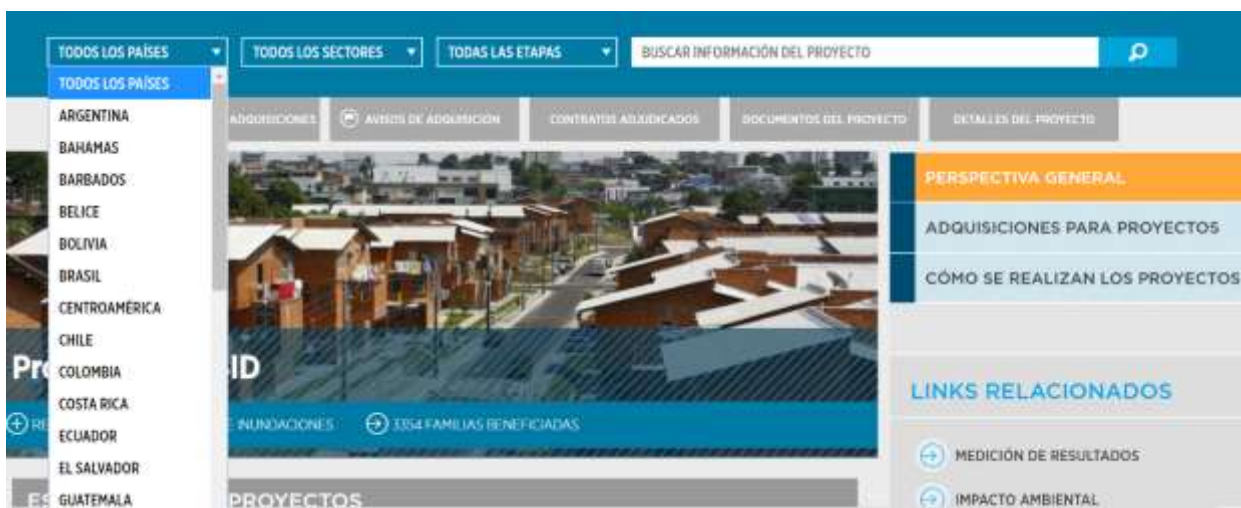 TODOS LOS PAÍSES
TODOS LOS SECTORES
TODAS LAS ETAPAS
BUSCAR INFORMACIÓN DEL PROYECTO
TODOS LOS PAÍSES
ARGENTINA
BAHAMAS
BARBADOS
BELICE
BOLIVIA
BRASIL
CENTROAMÉRICA
CHILE
COLOMBIA
COSTA RICA
ECUADOR
EL SALVADOR
GUATEMALA
ADQUISICIONES
AVISOS DE ADQUISICIÓN
CONTRATOS ADJUDICADOS
DOCUMENTOS DEL PROYECTO
DETALLES DEL PROYECTO
INUNDACIONES
3354 FAMILIAS BENEFICIADAS
PROYECTOS
PERSPECTIVA GENERAL
ADQUISICIONES PARA PROYECTOS
CÓMO SE REALIZAN LOS PROYECTOS
LINKS RELACIONADOS
MEDICIÓN DE RESULTADOS
IMPACTO AMBIENTAL